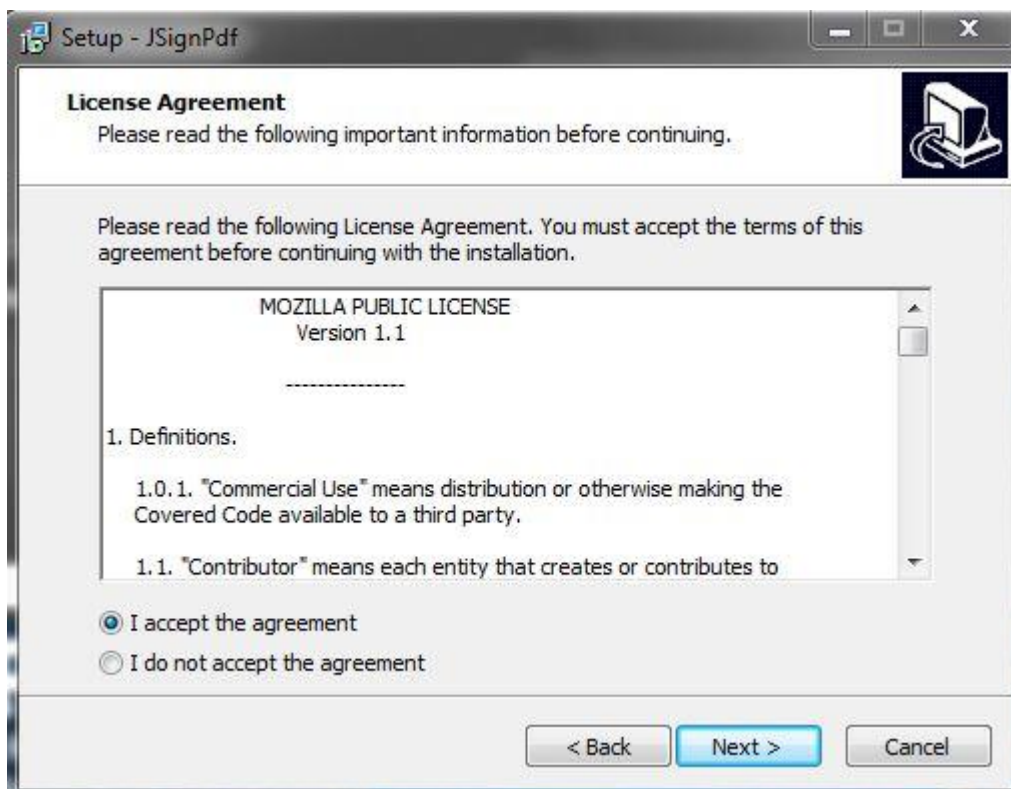 Setup - JSignPdf
License Agreement
Please read the following important information before continuing.
Please read the following License Agreement. You must accept the terms of this
agreement before continuing with the installation.
MOZILLA PUBLIC LICENSE
Version 1.1
---------------
1. Definitions.
1.0.1. "Commercial Use" means distribution or otherwise making the
Covered Code available to a third party.
1.1. "Contributor" means each entity that creates or contributes to
I accept the agreement
I do not accept the agreement
< Back Next > Cancel